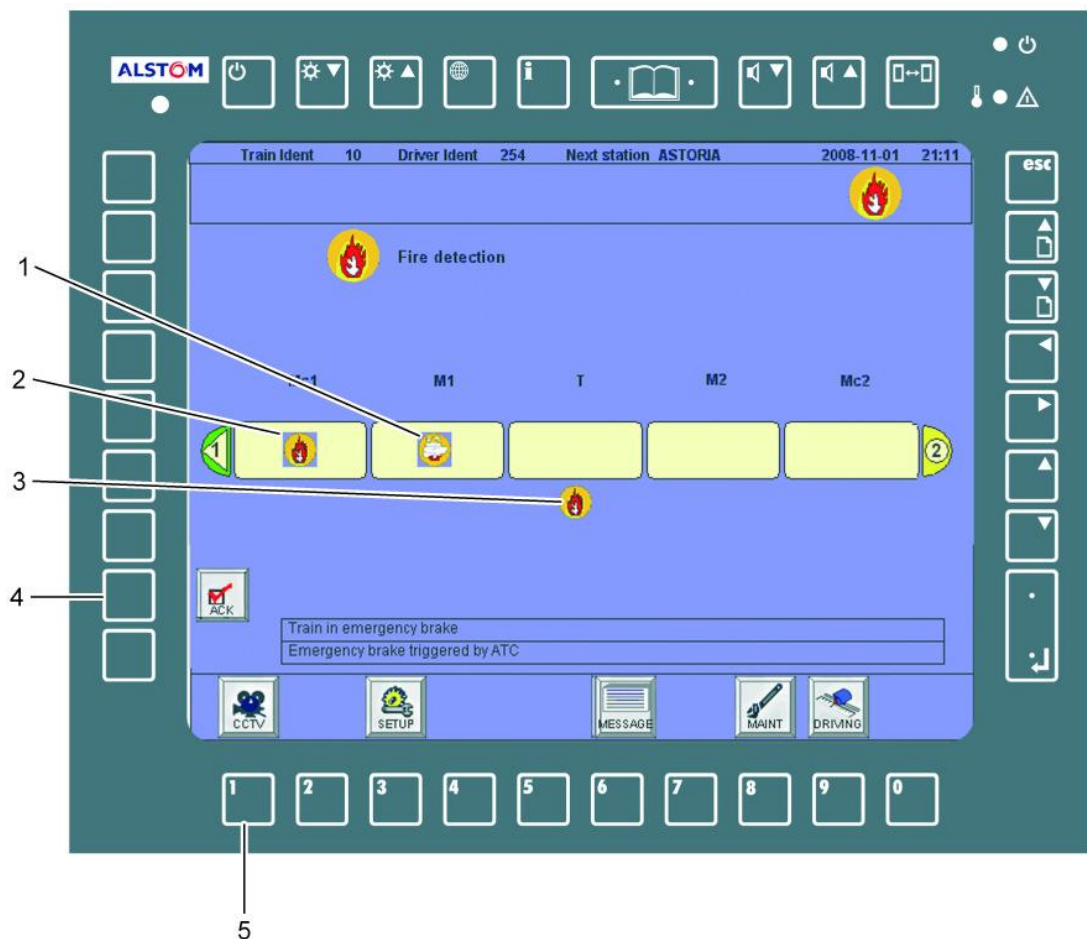 ALSTOM
i
esc
Train Ident 10 Driver Ident 254 Next station ASTORIA 2008-11-01 21:11
Fire detection
1
2
Mc1 M1 T M2 Mc2
1 2
3
4
ACK
Train in emergency brake
Emergency brake triggered by ATC
CCTV SETUP MESSAGE MAINT DRIVING
1 2 3 4 5 6 7 8 9 0
5